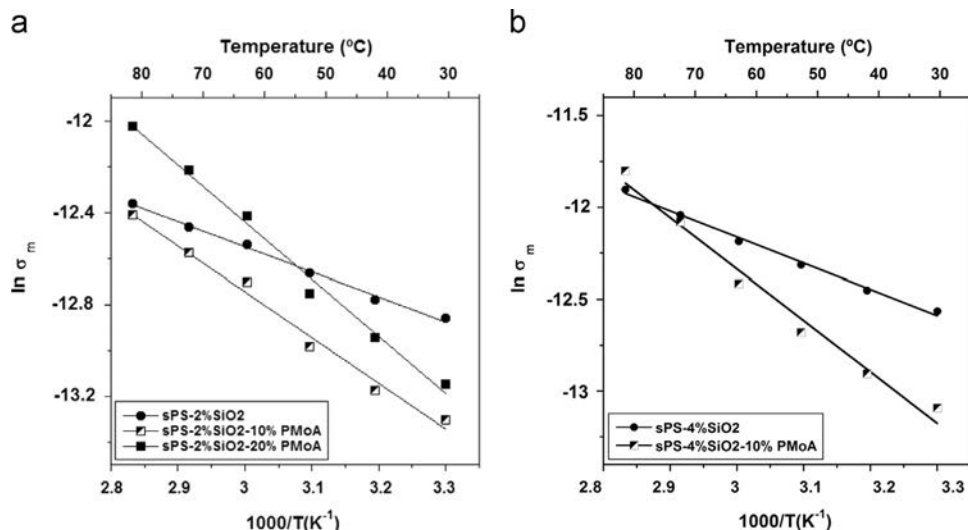 a
Temperature (ºC)
80 70 60 50 40 30
-12
-12.4
-12.8
-13.2
ln σm
sPS-2%SiO2
sPS-2%SiO2-10% PMoA
sPS-2%SiO2-20% PMoA
2.8 2.9 3 3.1 3.2 3.3
1000/T(K-1)
b
Temperature (ºC)
80 70 60 50 40 30
-11.5
-12
-12.5
-13
ln σm
sPS-4%SiO2
sPS-4%SiO2-10% PMoA
2.8 2.9 3 3.1 3.2 3.3
1000/T(K-1)